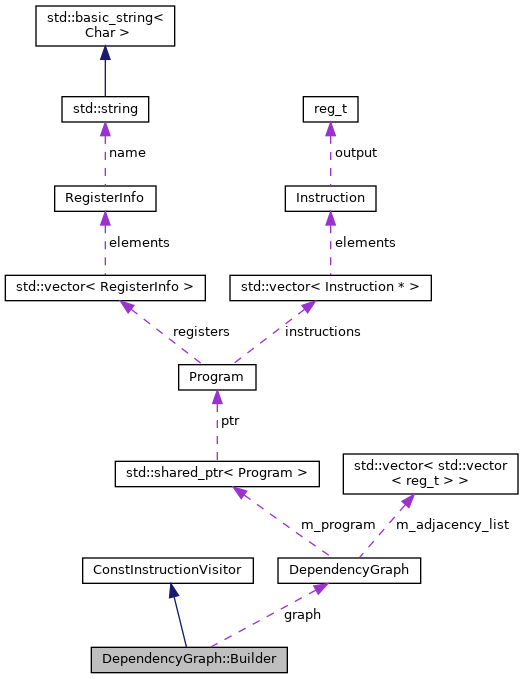 std::basic_string<
Char >
std::string
reg_t
name
output
RegisterInfo
Instruction
elements
elements
std::vector< RegisterInfo >
std::vector< Instruction * >
registers
instructions
Program
ptr
std::shared_ptr< Program >
std::vector< std::vector
< reg_t > >
m_program
m_adjacency_list
ConstInstructionVisitor
DependencyGraph
graph
DependencyGraph::Builder